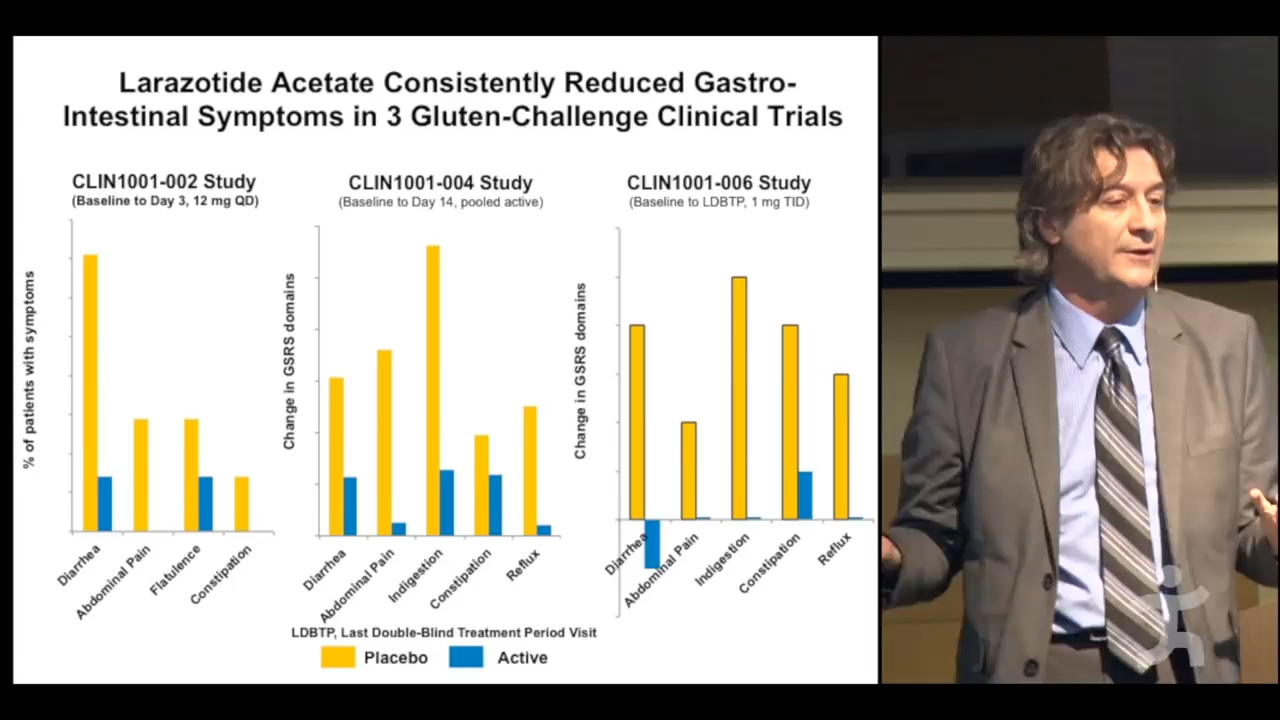 Larazotide Acetate Consistently Reduced Gastro-
Intestinal Symptoms in 3 Gluten-Challenge Clinical Trials
CLIN1001-002 Study
(Baseline to Day 3, 12 mg QD)
% of patients with symptoms
Diarrhea
Abdominal Pain
Flatulence
Constipation
CLIN1001-004 Study
(Baseline to Day 14, pooled active)
Change in GSRS domains
Diarrhea
Abdominal Pain
Indigestion
Constipation
Reflux
CLIN1001-006 Study
(Baseline to LDBTP, 1 mg TID)
Change in GSRS domains
Diarrhea
Abdominal Pain
Indigestion
Constipation
Reflux
LDBTP, Last Double-Blind Treatment Period Visit
Placebo
Active